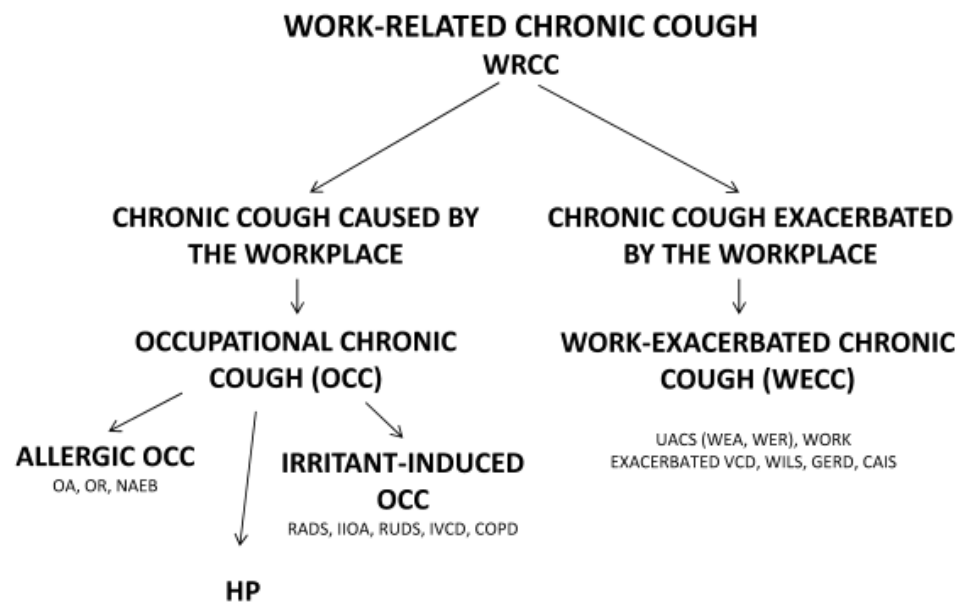 WORK-RELATED CHRONIC COUGH
WRCC
CHRONIC COUGH CAUSED BY
THE WORKPLACE
CHRONIC COUGH EXACERBATED
BY THE WORKPLACE
OCCUPATIONAL CHRONIC
COUGH (OCC)
WORK-EXACERBATED CHRONIC
COUGH (WECC)
ALLERGIC OCC
OA, OR, NAEB
IRRITANT-INDUCED
OCC
RADS, IIOA, RUDS, IVCD, COPD
HP
UACS (WEA, WER), WORK
EXACERBATED VCD, WILS, GERD, CAIS